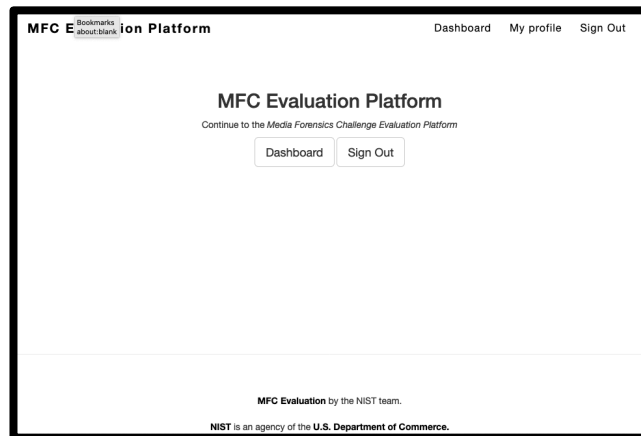 MFC E ion Platform
Bookmarks
about:blank
Dashboard My profile Sign Out
MFC Evaluation Platform
Continue to the Media Forensics Challenge Evaluation Platform
Dashboard Sign Out
MFC Evaluation by the NIST team.
NIST is an agency of the U.S. Department of Commerce.